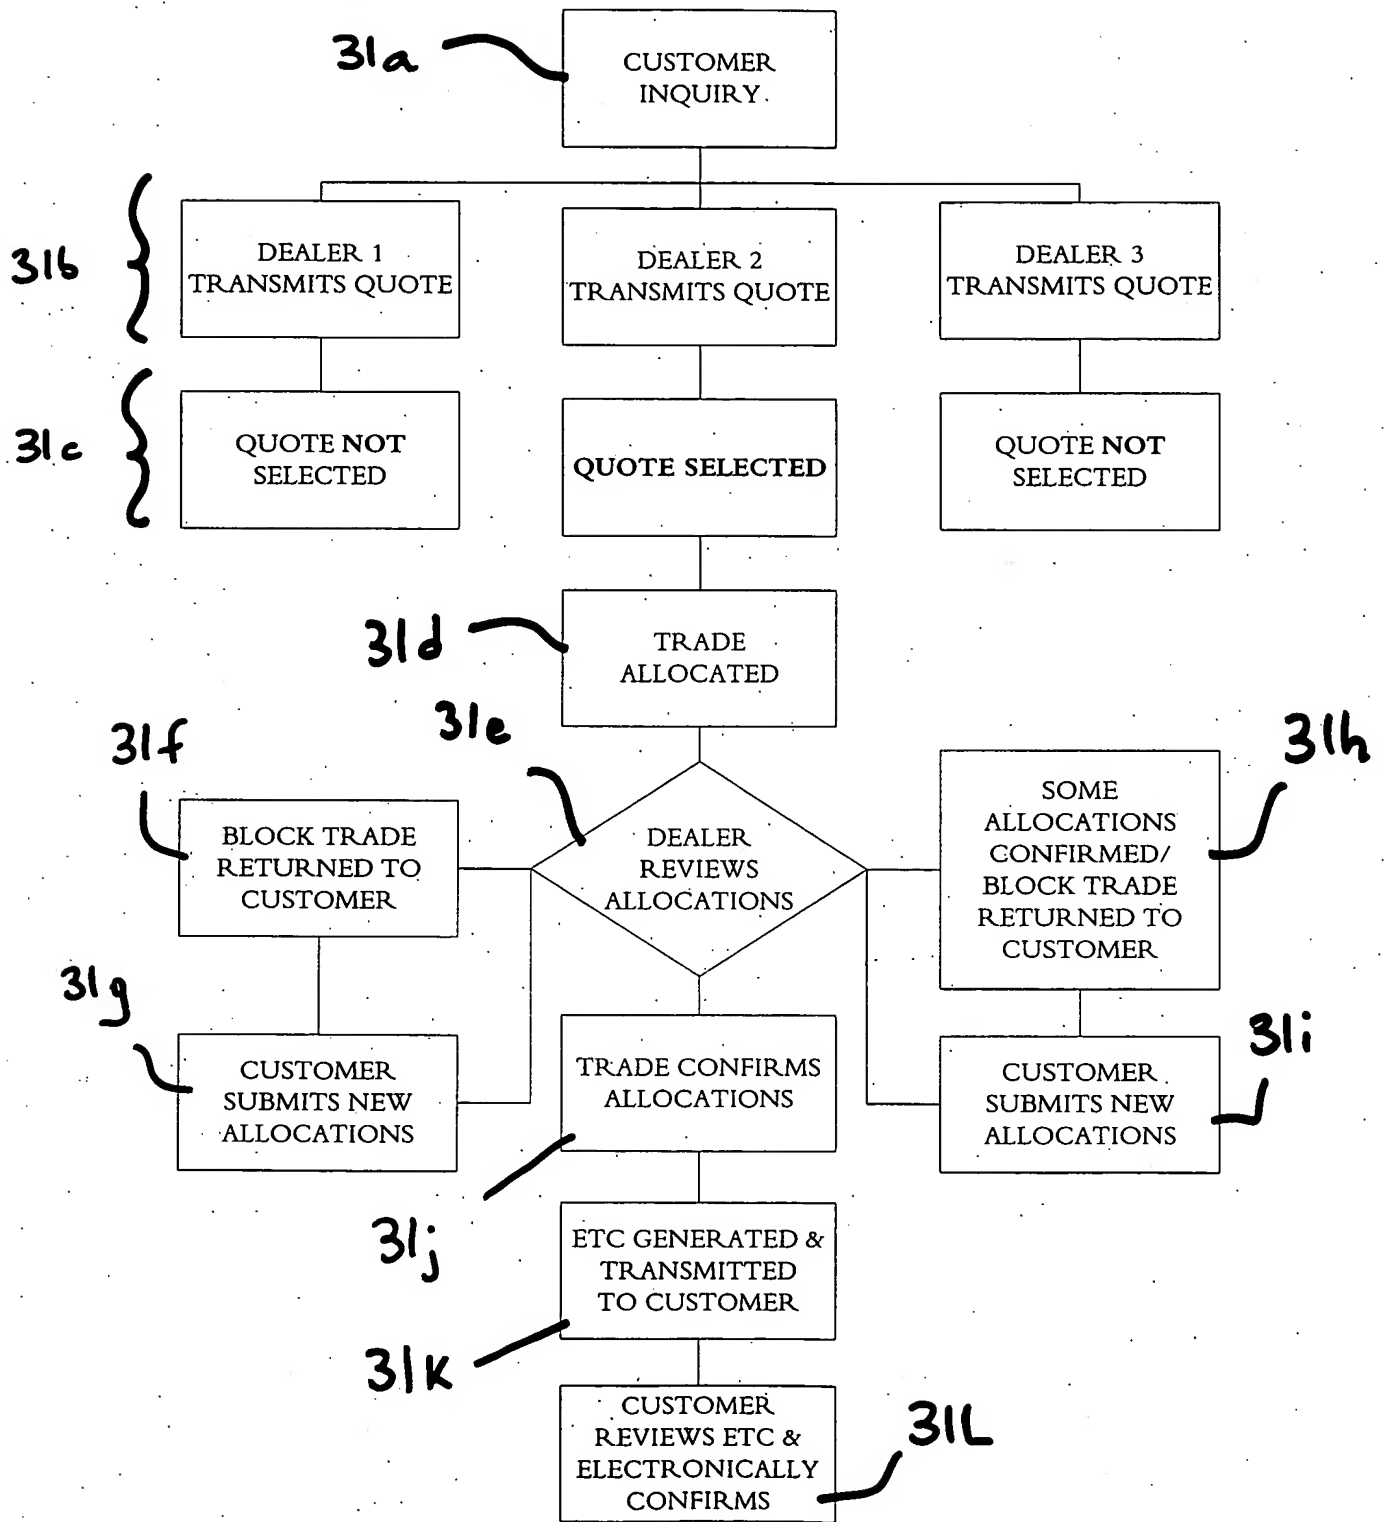 31a
CUSTOMER
INQUIRY.
31b
DEALER 1
TRANSMITS QUOTE
DEALER 2
TRANSMITS QUOTE
DEALER 3
TRANSMITS QUOTE
31c
QUOTE NOT
SELECTED
QUOTE SELECTED
QUOTE NOT
SELECTED
31d
TRADE
ALLOCATED
31e
31f
31h
BLOCK TRADE
RETURNED TO
CUSTOMER
DEALER
REVIEWS
ALLOCATIONS
SOME
ALLOCATIONS
CONFIRMED/
BLOCK TRADE
RETURNED TO
CUSTOMER
31g
CUSTOMER
SUBMITS NEW
ALLOCATIONS
TRADE CONFIRMS
ALLOCATIONS
CUSTOMER
SUBMITS NEW
ALLOCATIONS
31i
31j
ETC GENERATED &
TRANSMITTED
TO CUSTOMER
31K
CUSTOMER
REVIEWS ETC &
ELECTRONICALLY
CONFIRMS
31L